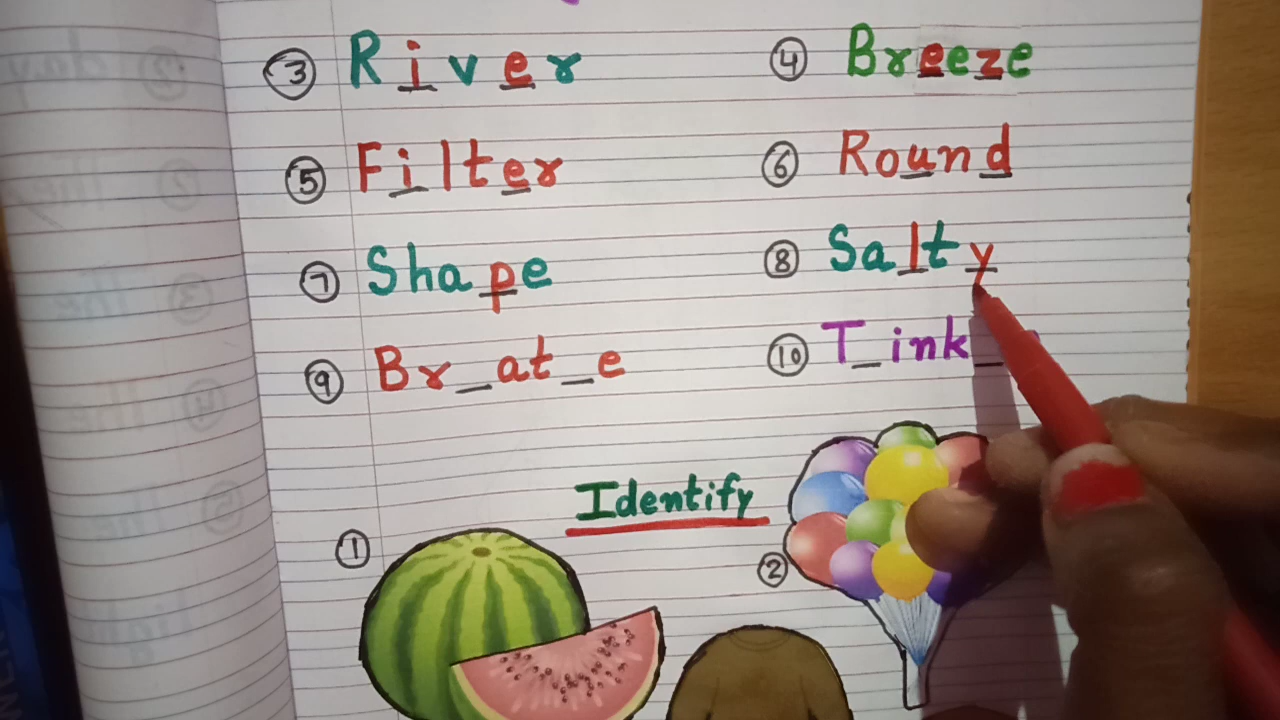 ③ River ④ Breeze
⑤ Filter ⑥ Round
⑦ Shape ⑧ Salty
⑨ Br_at_e ⑩ T_ink
Identify
① ②